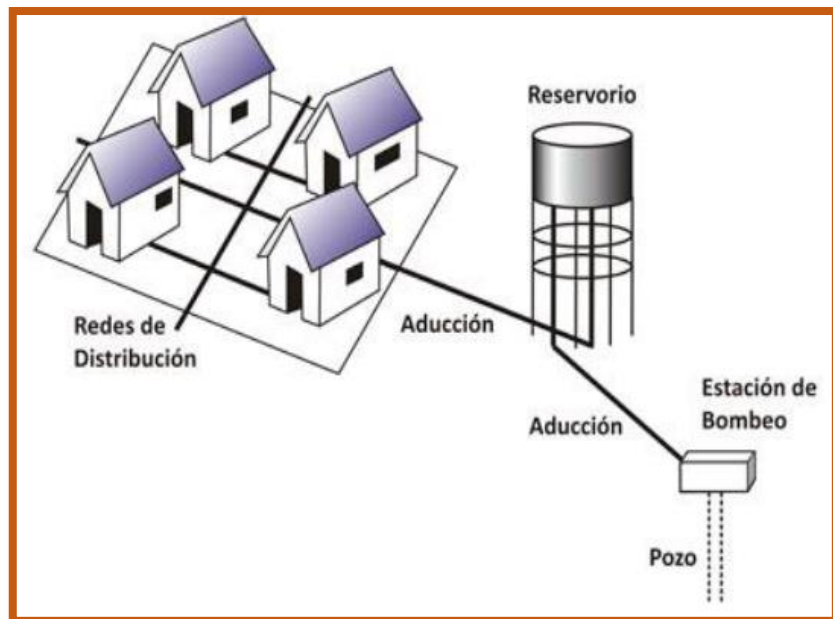 Reservorio
Redes de
Distribución
Aducción
Estación de
Bombeo
Aducción
Pozo